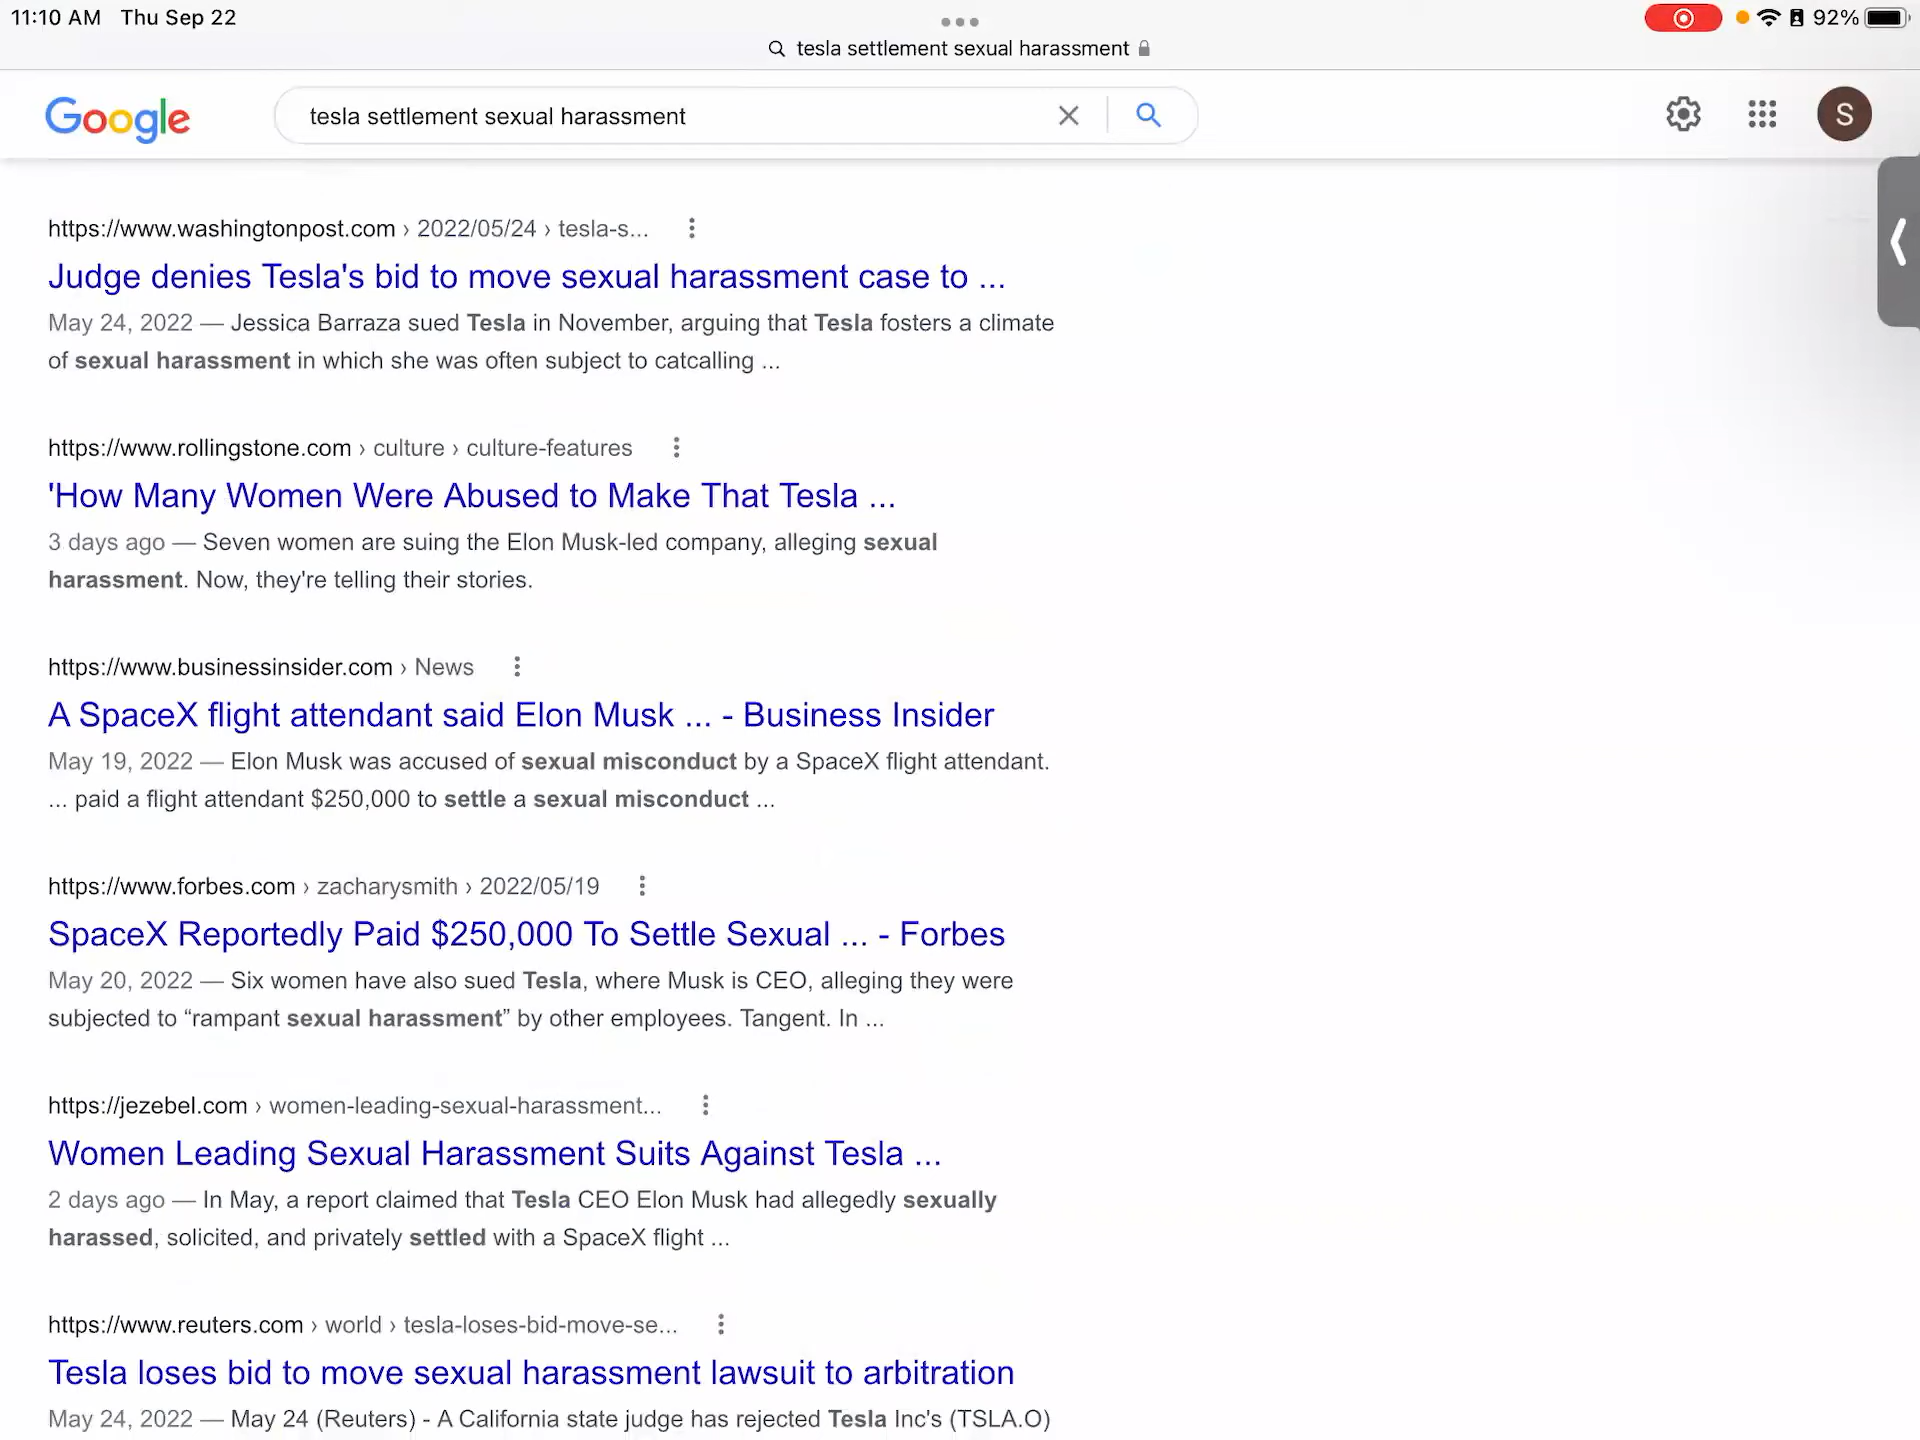 11:10 AM Thu Sep 22
92%
tesla settlement sexual harassment
Google
tesla settlement sexual harassment
S
https://www.washingtonpost.com › 2022/05/24 › tesla-s...
Judge denies Tesla's bid to move sexual harassment case to ...
May 24, 2022 — Jessica Barraza sued Tesla in November, arguing that Tesla fosters a climate
of sexual harassment in which she was often subject to catcalling ...
https://www.rollingstone.com › culture › culture-features
'How Many Women Were Abused to Make That Tesla ...
3 days ago — Seven women are suing the Elon Musk-led company, alleging sexual
harassment. Now, they're telling their stories.
https://www.businessinsider.com › News
A SpaceX flight attendant said Elon Musk ... - Business Insider
May 19, 2022 — Elon Musk was accused of sexual misconduct by a SpaceX flight attendant.
... paid a flight attendant $250,000 to settle a sexual misconduct ...
https://www.forbes.com › zacharysmith › 2022/05/19
SpaceX Reportedly Paid $250,000 To Settle Sexual ... - Forbes
May 20, 2022 — Six women have also sued Tesla, where Musk is CEO, alleging they were
subjected to “rampant sexual harassment” by other employees. Tangent. In ...
https://jezebel.com › women-leading-sexual-harassment...
Women Leading Sexual Harassment Suits Against Tesla ...
2 days ago — In May, a report claimed that Tesla CEO Elon Musk had allegedly sexually
harassed, solicited, and privately settled with a SpaceX flight ...
https://www.reuters.com › world › tesla-loses-bid-move-se...
Tesla loses bid to move sexual harassment lawsuit to arbitration
May 24, 2022 — May 24 (Reuters) - A California state judge has rejected Tesla Inc's (TSLA.O)